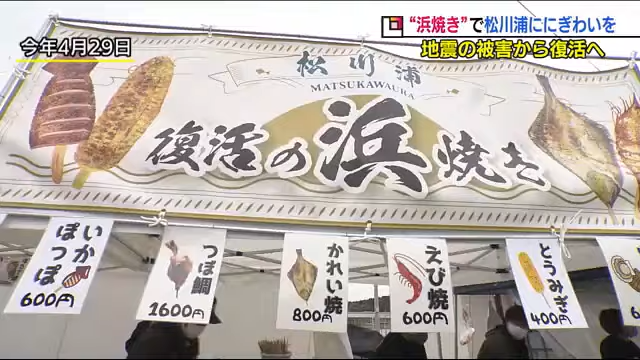 今年4月29日
“浜焼き”で松川浦ににぎわいを
地震の被害から復活へ
松川浦
MATSUKAWAURA
復活の浜焼き
いか
ぽっぽ
600円
つぼ鯛
1600円
かれい焼
800円
えび焼
600円
とうみぎ
400円